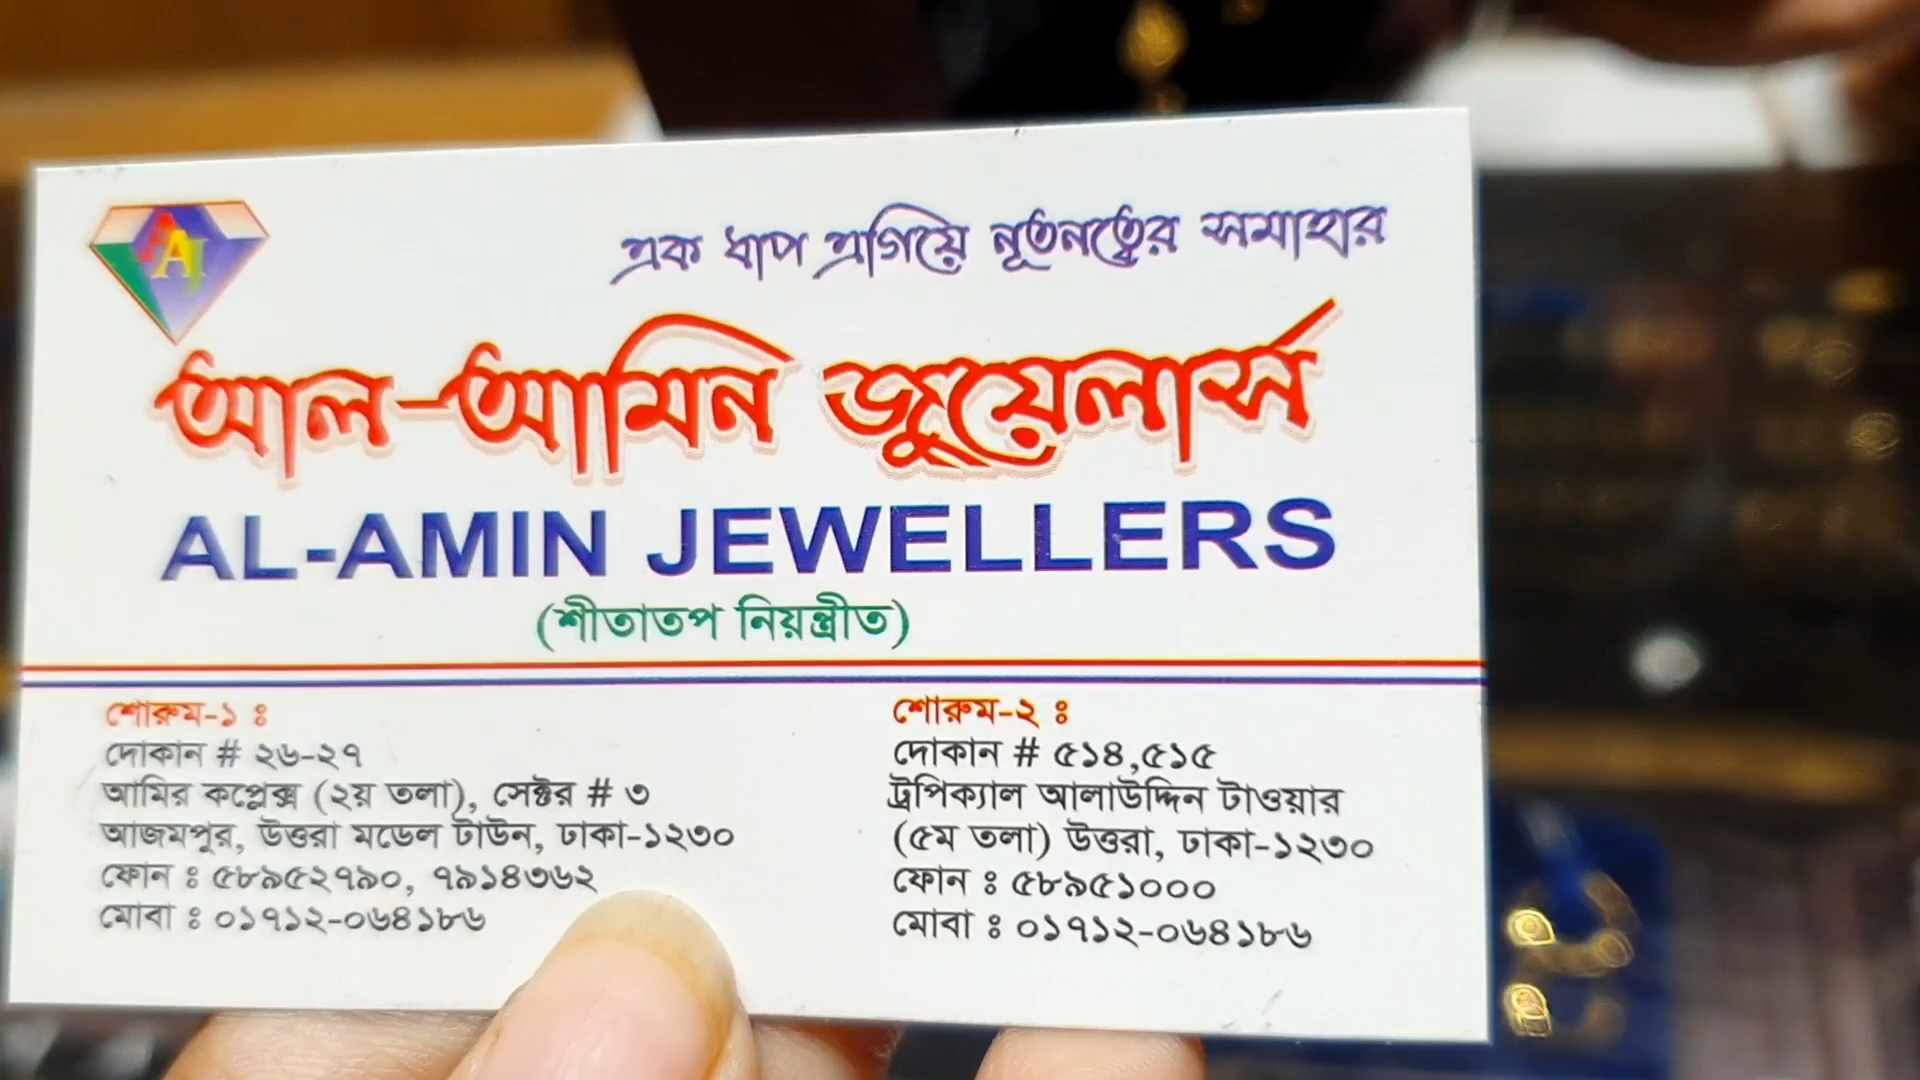 AAJ
এক ধাপ এগিয়ে নূতনত্বের সমাহার
আল-আমিন জুয়েলার্স
AL-AMIN JEWELLERS
(শীতাতপ নিয়ন্ত্রীত)
শোরুম-১ ঃ
দোকান # ২৬-২৭
আমির কপ্লেক্স (২য় তলা), সেক্টর # ৩
আজমপুর, উত্তরা মডেল টাউন, ঢাকা-১২৩০
ফোন ঃ ৫৮৯৫২৭৯০, ৭৯১৪৩৬২
মোবা ঃ ০১৭১২-০৬৪১৮৬
শোরুম-২ ঃ
দোকান # ৫১৪,৫১৫
ট্রপিক্যাল আলাউদ্দিন টাওয়ার
(৫ম তলা) উত্তরা, ঢাকা-১২৩০
ফোন ঃ ৫৮৯৫১০০০
মোবা ঃ ০১৭১২-০৬৪১৮৬